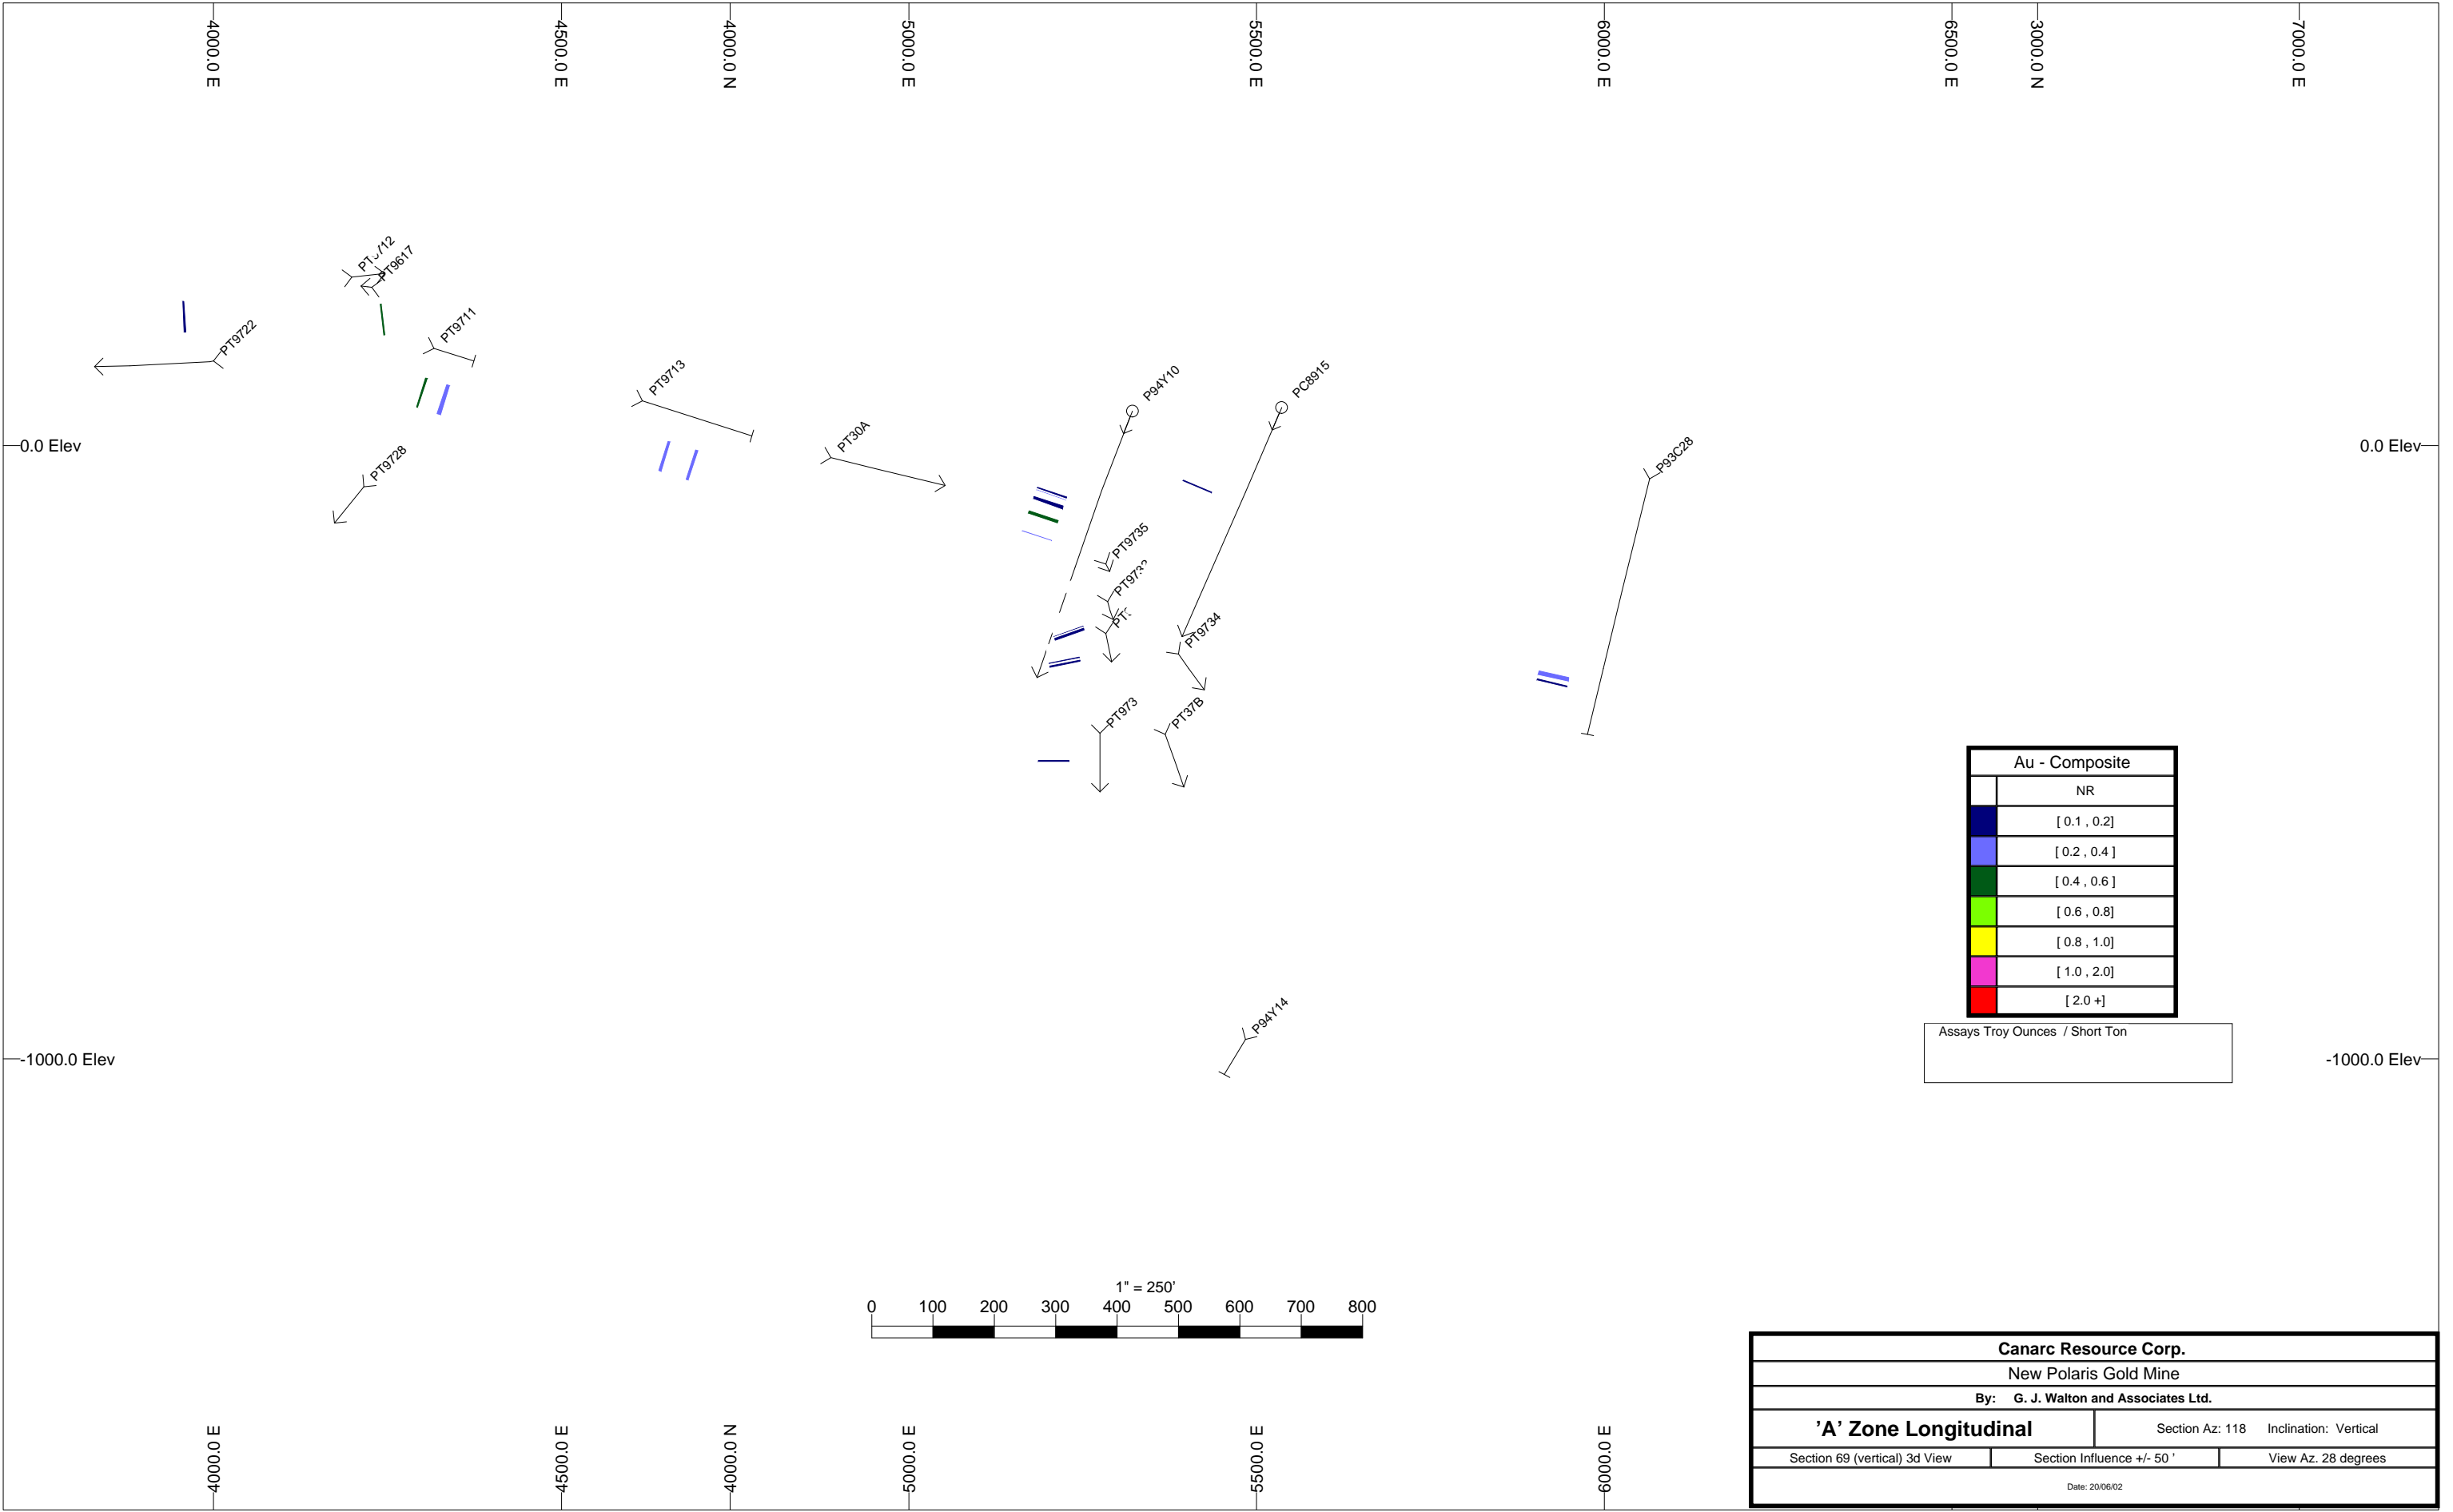 4000.0 E
4500.0 E
4000.0 N
5000.0 E
5500.0 E
6000.0 E
6500.0 E
3000.0 N
7000.0 E
PT9617
PT9722
PT9711
PT9713
P94Y10
PC8915
0.0 Elev
0.0 Elev
PT30A
PT9728
P93C28
PT9735
PT9734
PT973
PT37B
Au - Composite
NR
[ 0.1 , 0.2]
[ 0.2 , 0.4 ]
[ 0.4 , 0.6 ]
[ 0.6 , 0.8]
[ 0.8 , 1.0]
[ 1.0 , 2.0]
[ 2.0 +]
Assays Troy Ounces / Short Ton
P94Y14
-1000.0 Elev
-1000.0 Elev
1" = 250'
0 100 200 300 400 500 600 700 800
Canarc Resource Corp.
New Polaris Gold Mine
By: G. J. Walton and Associates Ltd.
'A' Zone Longitudinal
Section Az: 118 Inclination: Vertical
Section 69 (vertical) 3d View
Section Influence +/- 50 '
View Az. 28 degrees
Date: 20/06/02
4000.0 E
4500.0 E
4000.0 N
5000.0 E
5500.0 E
6000.0 E